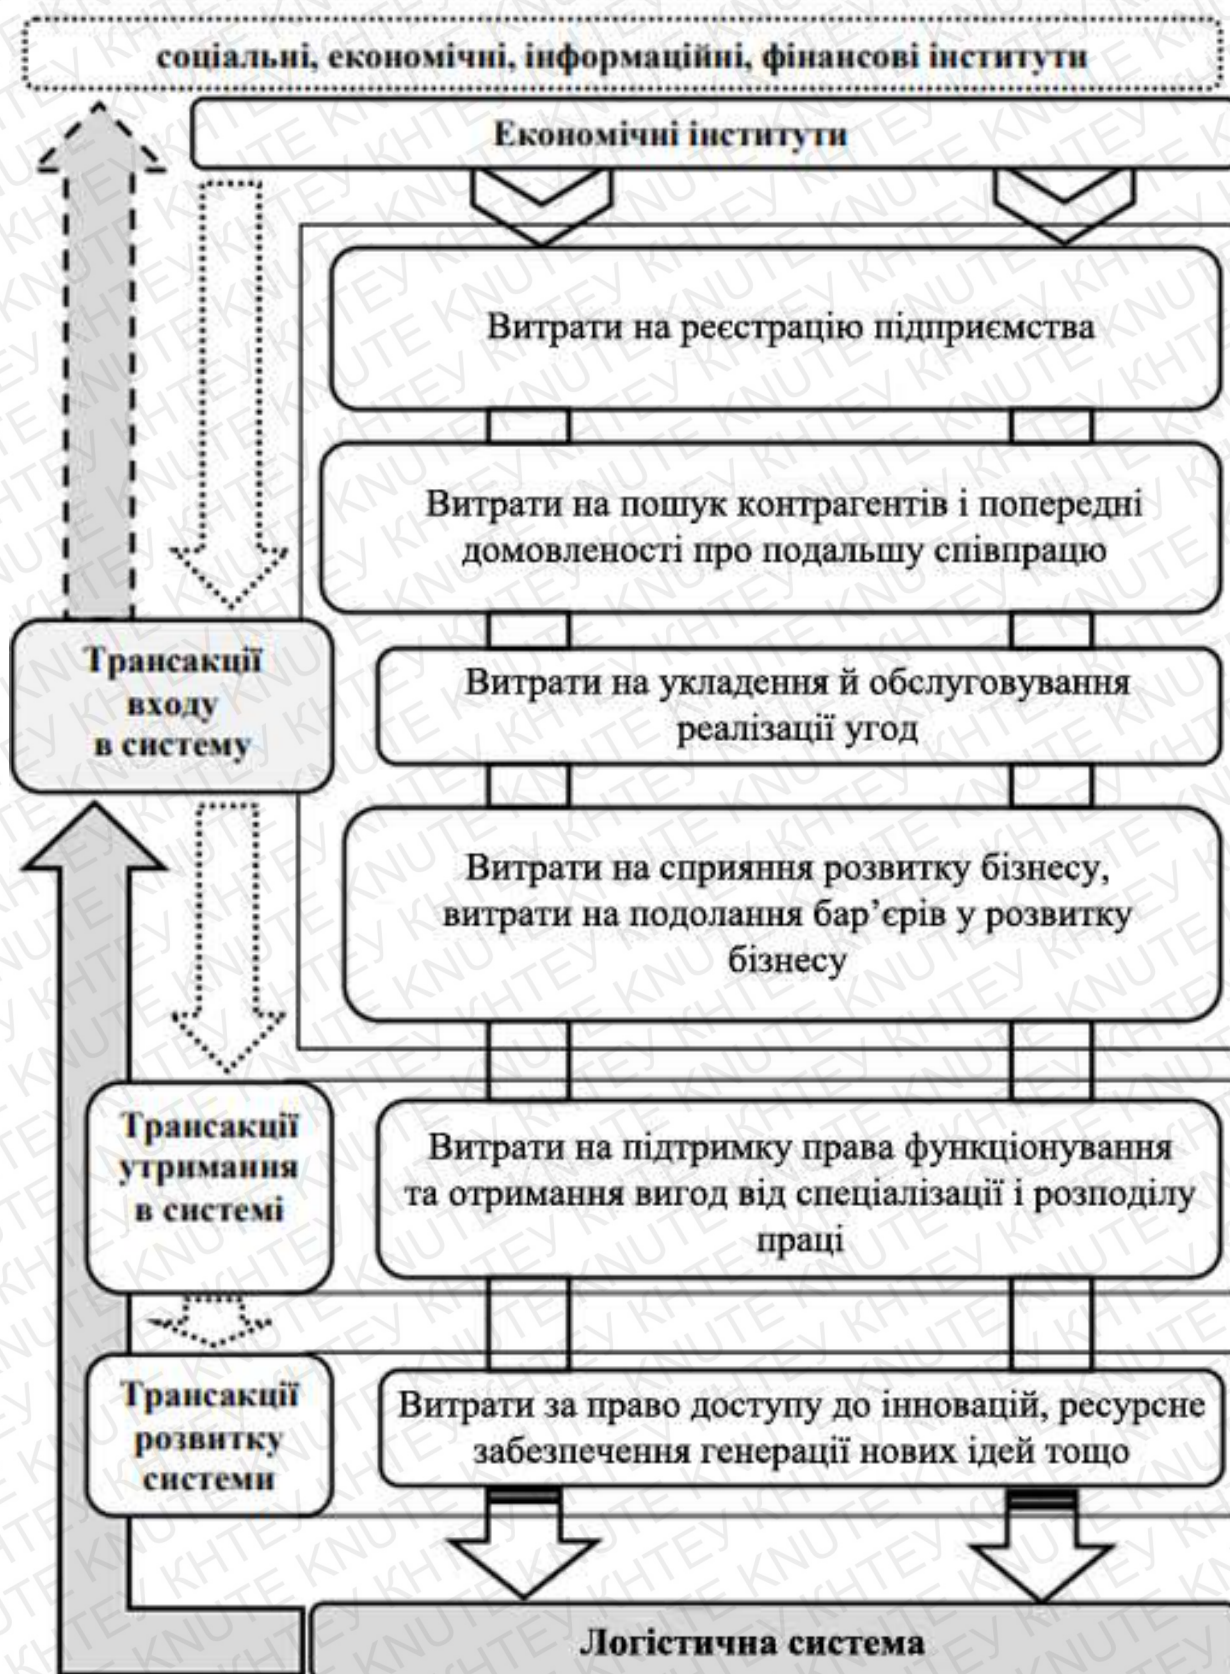 соціальні, економічні, інформаційні, фінансові інститути
Економічні інститути
Витрати на реєстрацію підприємства
Витрати на пошук контрагентів і попередні
домовленості про подальшу співпрацю
Трансакції
входу
в систему
Витрати на укладення й обслуговування
реалізації угод
Витрати на сприяння розвитку бізнесу,
витрати на подолання бар’єрів у розвитку
бізнесу
Трансакції
утримання
в системі
Витрати на підтримку права функціонування
та отримання вигод від спеціалізації і розподілу
праці
Трансакції
розвитку
системи
Витрати за право доступу до інновацій, ресурсне
забезпечення генерації нових ідей тощо
Логістична система
КНТЕУ KNUTE